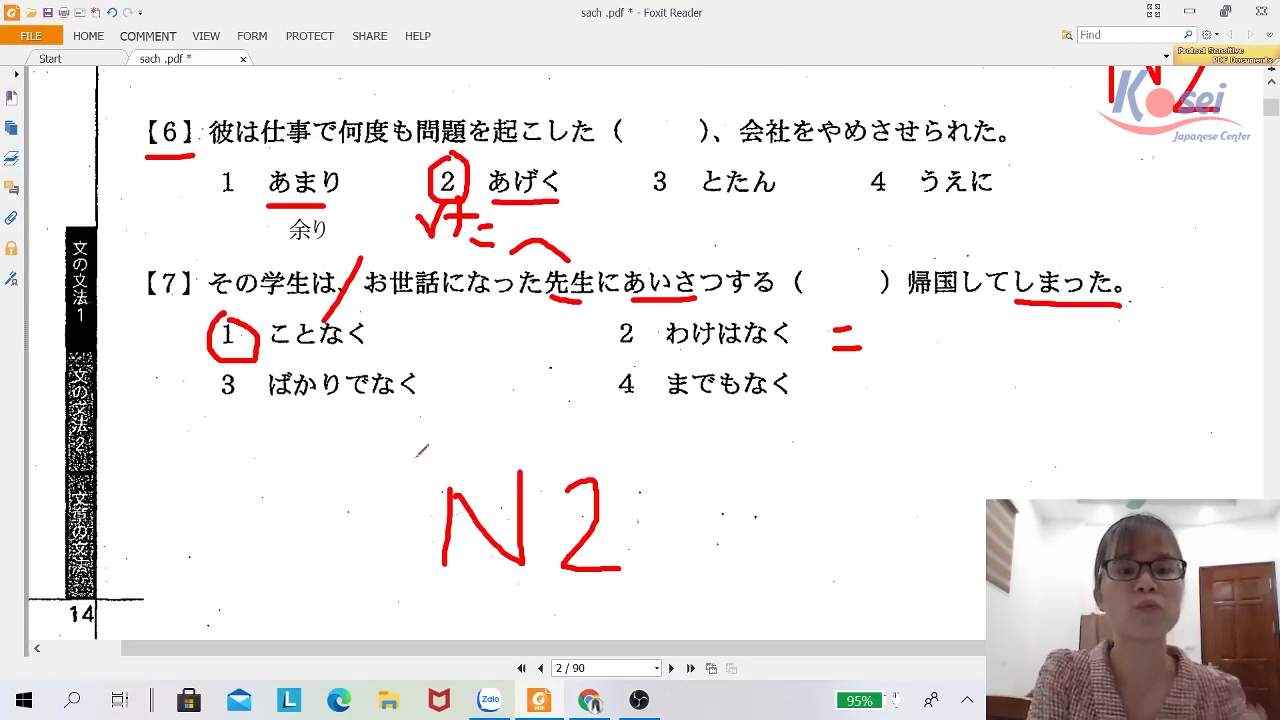 sach .pdf * - Foxit Reader
FILE HOME COMMENT VIEW FORM PROTECT SHARE HELP
Find
Start sach .pdf *
Protect Sensitive
PDF Documents
N2
Kosei
Japanese Center
【6】彼は仕事で何度も問題を起こした（　　　）、会社をやめさせられた。
1 あまり 2 あげく 3 とたん 4 うえに
余り
【7】その学生は、お世話になった先生にあいさつする（　　　）帰国してしまった。
1 ことなく 2 わけはなく
3 ばかりでなく 4 までもなく
N2
文の文法1
文の文法2
文章の文法
14
2 / 90
L
Zalo
95%